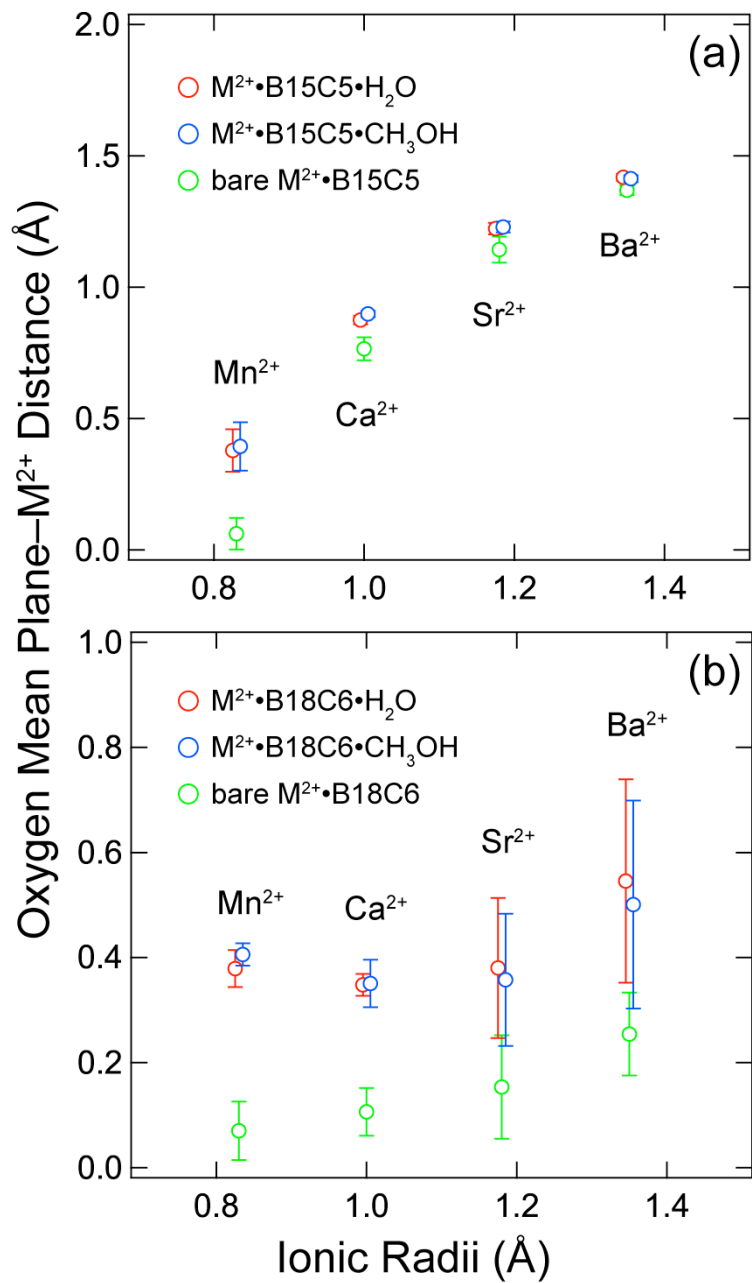 Oxygen Mean Plane–M²⁺ Distance (Å)
(a)
2.0
1.5
1.0
0.5
0.0
M²⁺•B15C5•H₂O
M²⁺•B15C5•CH₃OH
bare M²⁺•B15C5
Ba²⁺
Sr²⁺
Mn²⁺
Ca²⁺
0.8 1.0 1.2 1.4
(b)
1.0
0.8
0.6
0.4
0.2
0.0
M²⁺•B18C6•H₂O
M²⁺•B18C6•CH₃OH
bare M²⁺•B18C6
Ba²⁺
Sr²⁺
Mn²⁺
Ca²⁺
0.8 1.0 1.2 1.4
Ionic Radii (Å)